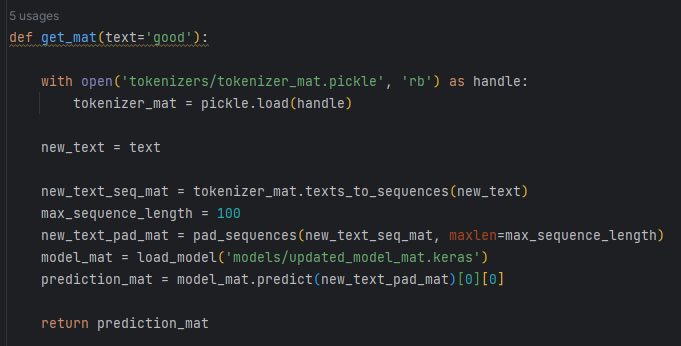 5 usages
def get_mat(text='good'):
with open('tokenizers/tokenizer_mat.pickle', 'rb') as handle:
tokenizer_mat = pickle.load(handle)
new_text = text
new_text_seq_mat = tokenizer_mat.texts_to_sequences(new_text)
max_sequence_length = 100
new_text_pad_mat = pad_sequences(new_text_seq_mat, maxlen=max_sequence_length)
model_mat = load_model('models/updated_model_mat.keras')
prediction_mat = model_mat.predict(new_text_pad_mat)[0][0]
return prediction_mat